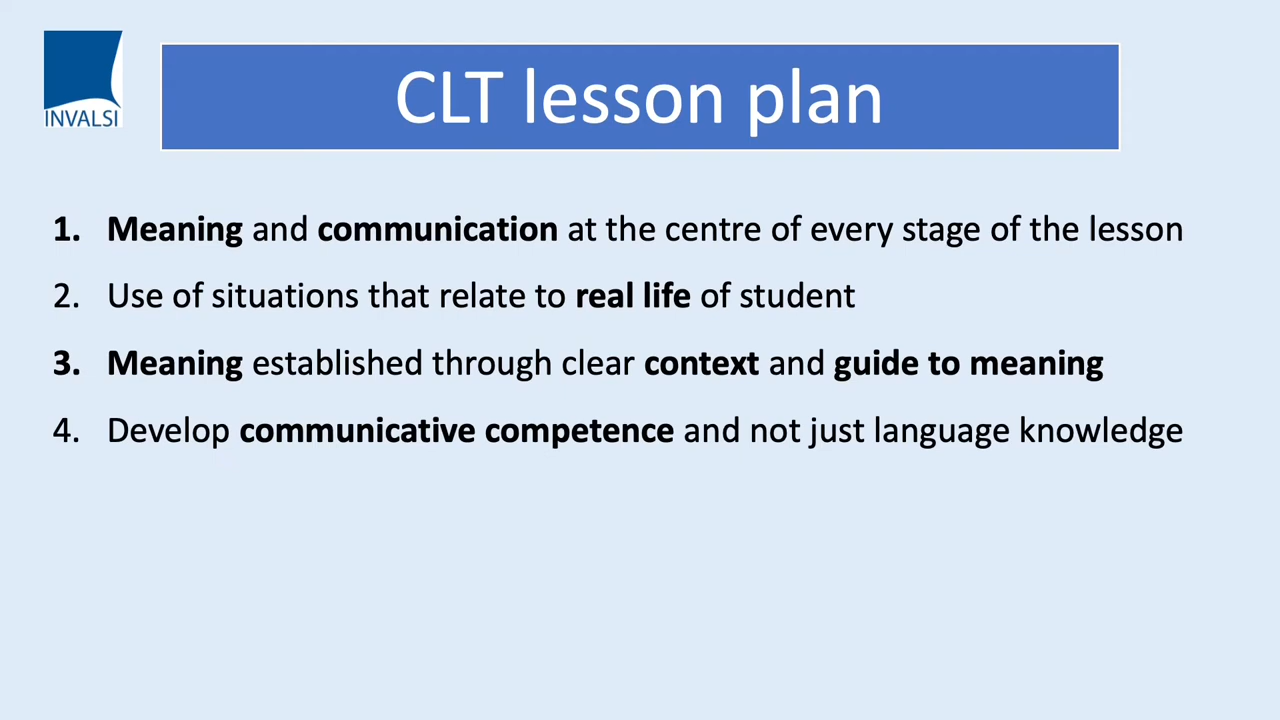 INVALSI
CLT lesson plan
1. Meaning and communication at the centre of every stage of the lesson
2. Use of situations that relate to real life of student
3. Meaning established through clear context and guide to meaning
4. Develop communicative competence and not just language knowledge